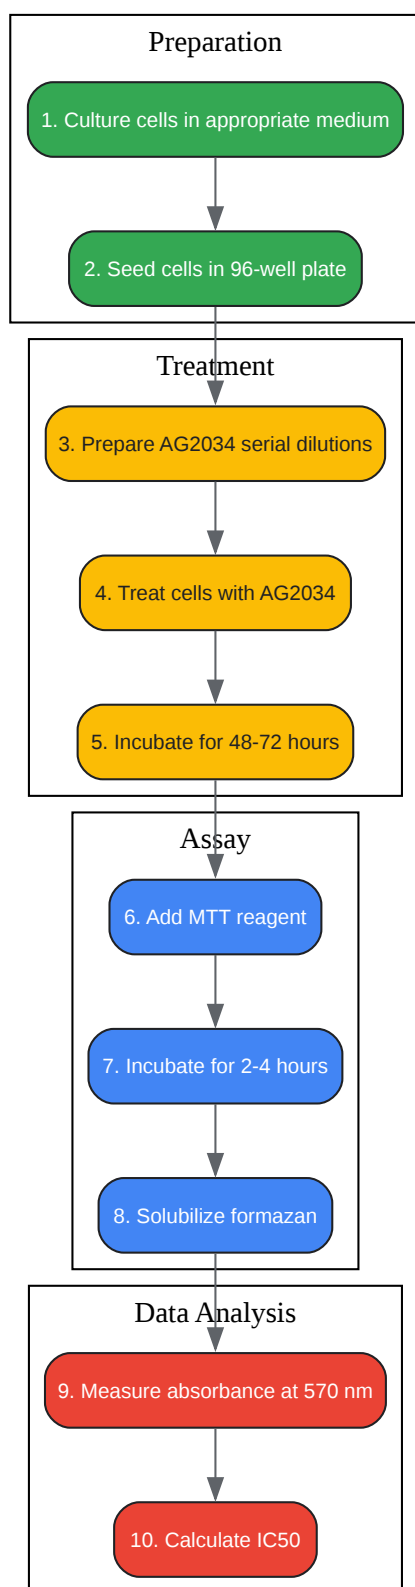 Preparation
1. Culture cells in appropriate medium
2. Seed cells in 96-well plate
Treatment
3. Prepare AG2034 serial dilutions
4. Treat cells with AG2034
5. Incubate for 48-72 hours
Assay
6. Add MTT reagent
7. Incubate for 2-4 hours
8. Solubilize formazan
Data Analysis
9. Measure absorbance at 570 nm
10. Calculate IC50